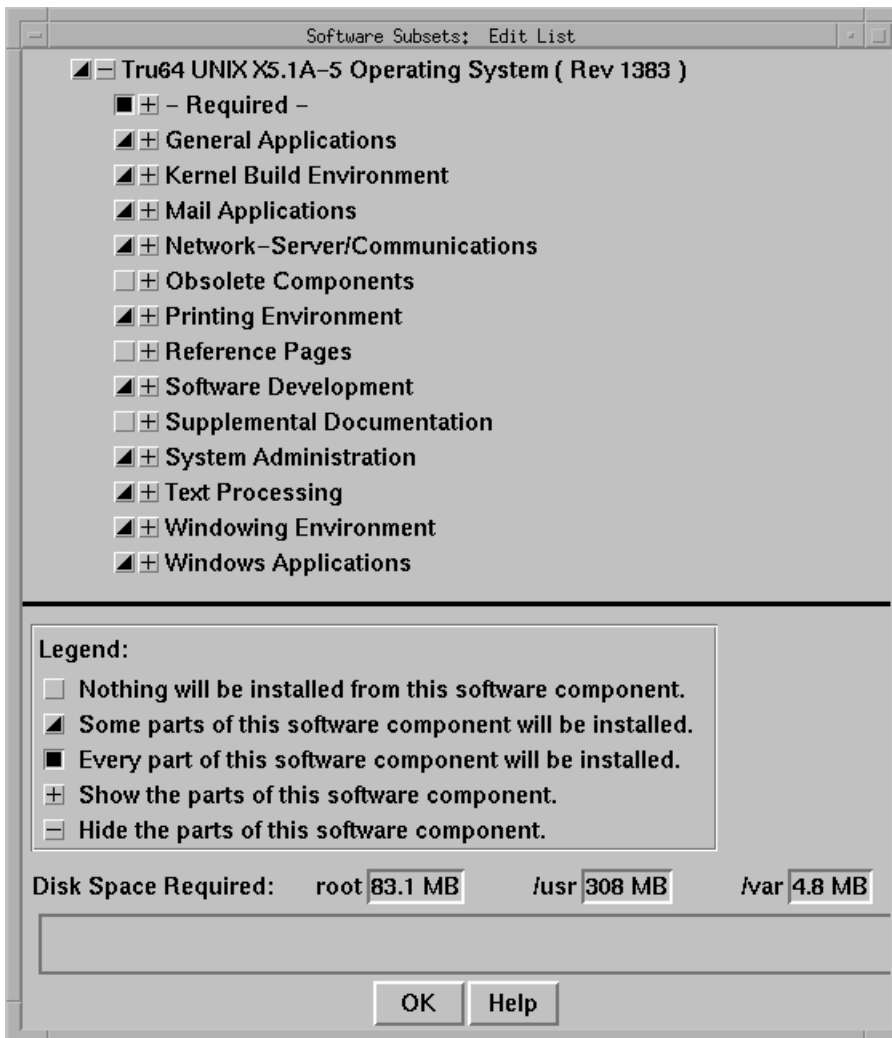 Software Subsets: Edit List
Tru64 UNIX X5.1A-5 Operating System ( Rev 1383 )
- Required -
General Applications
Kernel Build Environment
Mail Applications
Network-Server/Communications
Obsolete Components
Printing Environment
Reference Pages
Software Development
Supplemental Documentation
System Administration
Text Processing
Windowing Environment
Windows Applications
Legend:
Nothing will be installed from this software component.
Some parts of this software component will be installed.
Every part of this software component will be installed.
Show the parts of this software component.
Hide the parts of this software component.
Disk Space Required: root 83.1 MB /usr 308 MB /var 4.8 MB
OK Help